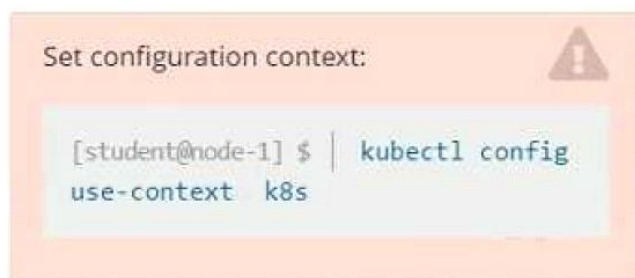 Set configuration context:
[student@node-1] $ | kubectl config
use-context k8s